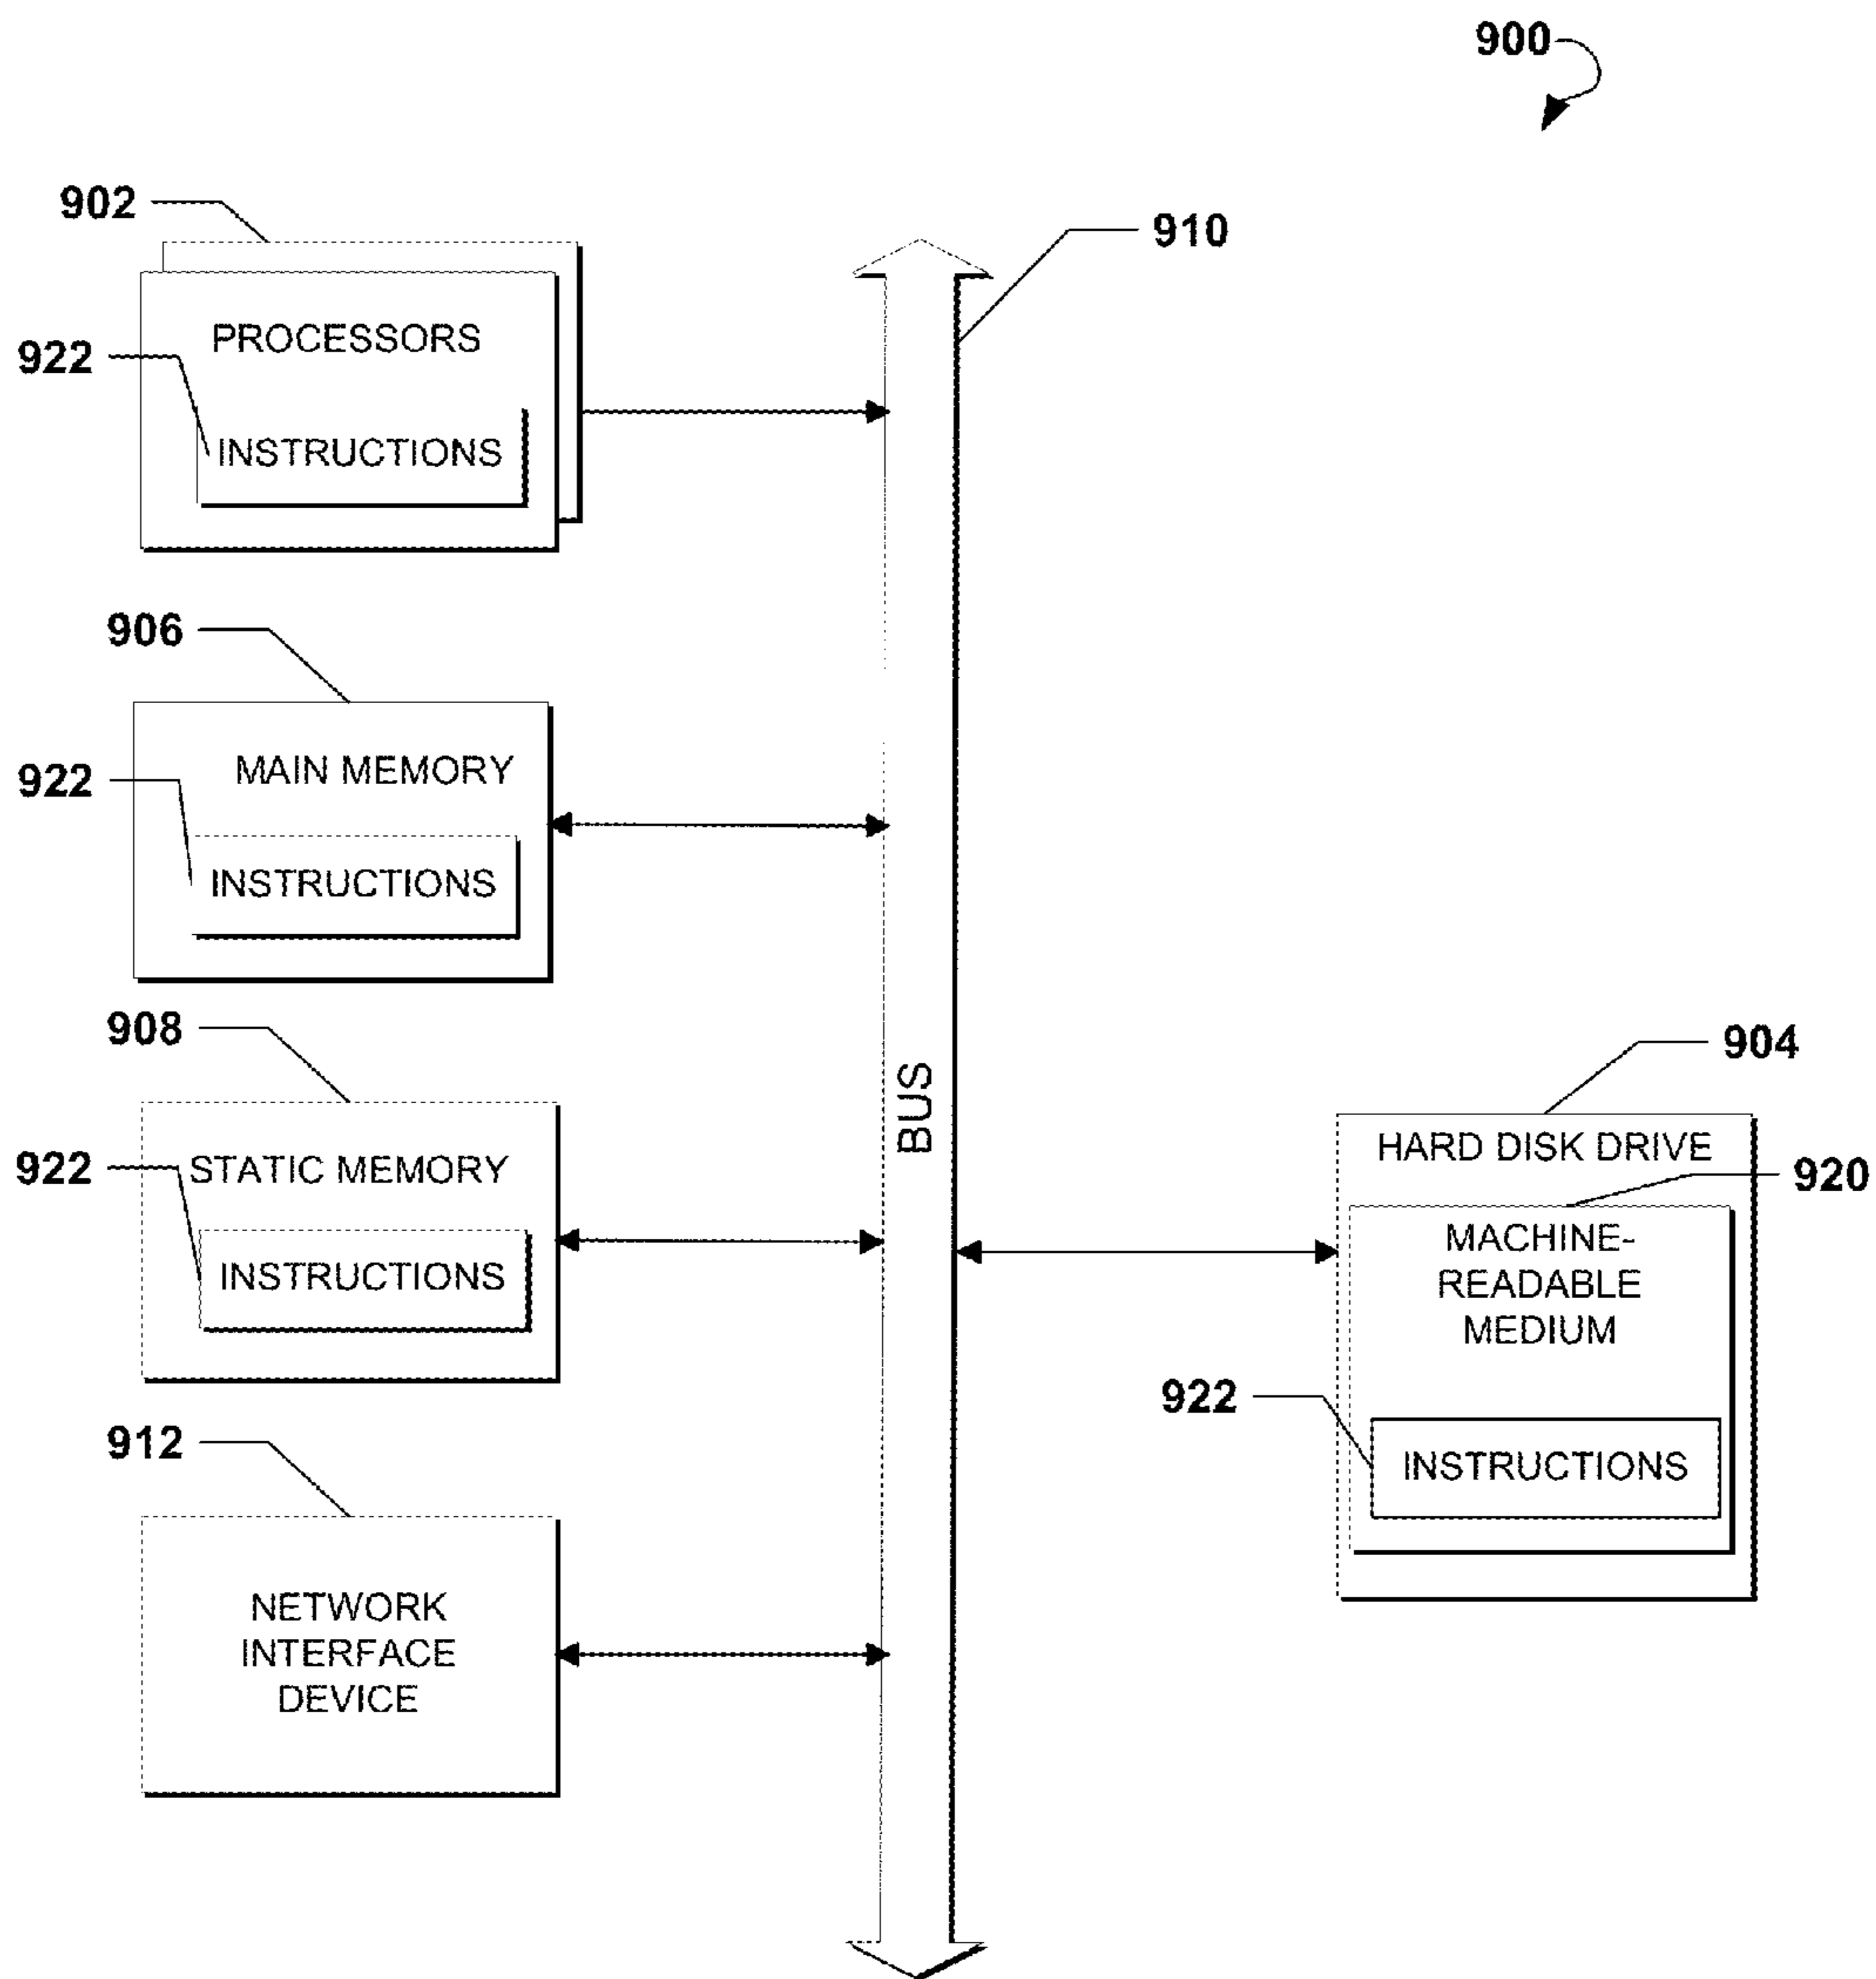 900
902
910
PROCESSORS
922
INSTRUCTIONS
906
MAIN MEMORY
922
INSTRUCTIONS
908
STATIC MEMORY
922
INSTRUCTIONS
912
NETWORK
INTERFACE
DEVICE
BUS
904
HARD DISK DRIVE
920
MACHINE-
READABLE
MEDIUM
922
INSTRUCTIONS